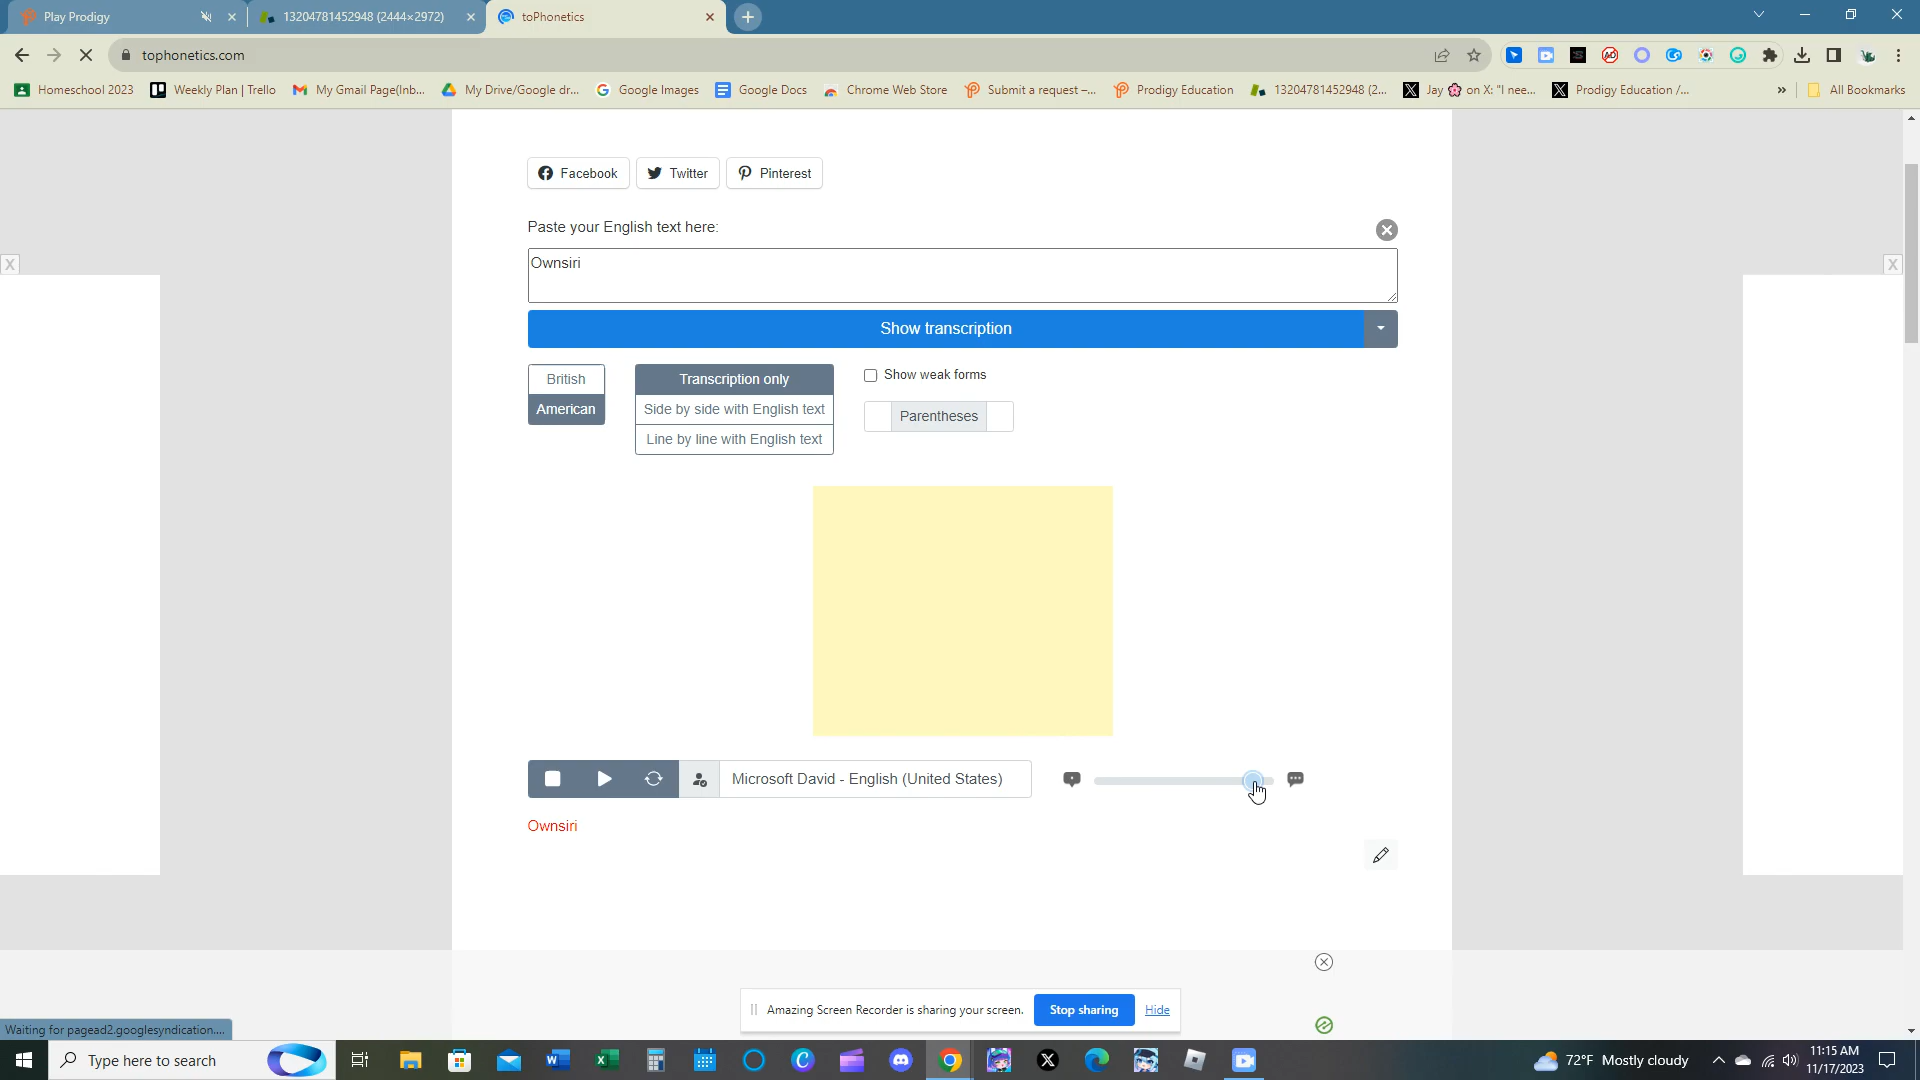 Play Prodigy
13204781452948 (2444×2972)
toPhonetics
tophonetics.com
Homeschool 2023
Weekly Plan | Trello
My Gmail Page(Inb...
My Drive/Google dr...
Google Images
Google Docs
Chrome Web Store
Submit a request –...
Prodigy Education
13204781452948 (2...
Jay 🌸 on X: "I nee...
Prodigy Education /...
»
All Bookmarks
Facebook
Twitter
Pinterest
Paste your English text here:
Ownsiri
Show transcription
British
American
Transcription only
Side by side with English text
Line by line with English text
Show weak forms
Parentheses
X
X
Microsoft David - English (United States)
Ownsiri
Amazing Screen Recorder is sharing your screen.
Stop sharing
Hide
Waiting for pagead2.googlesyndication....
Type here to search
72°F Mostly cloudy
11:15 AM
11/17/2023